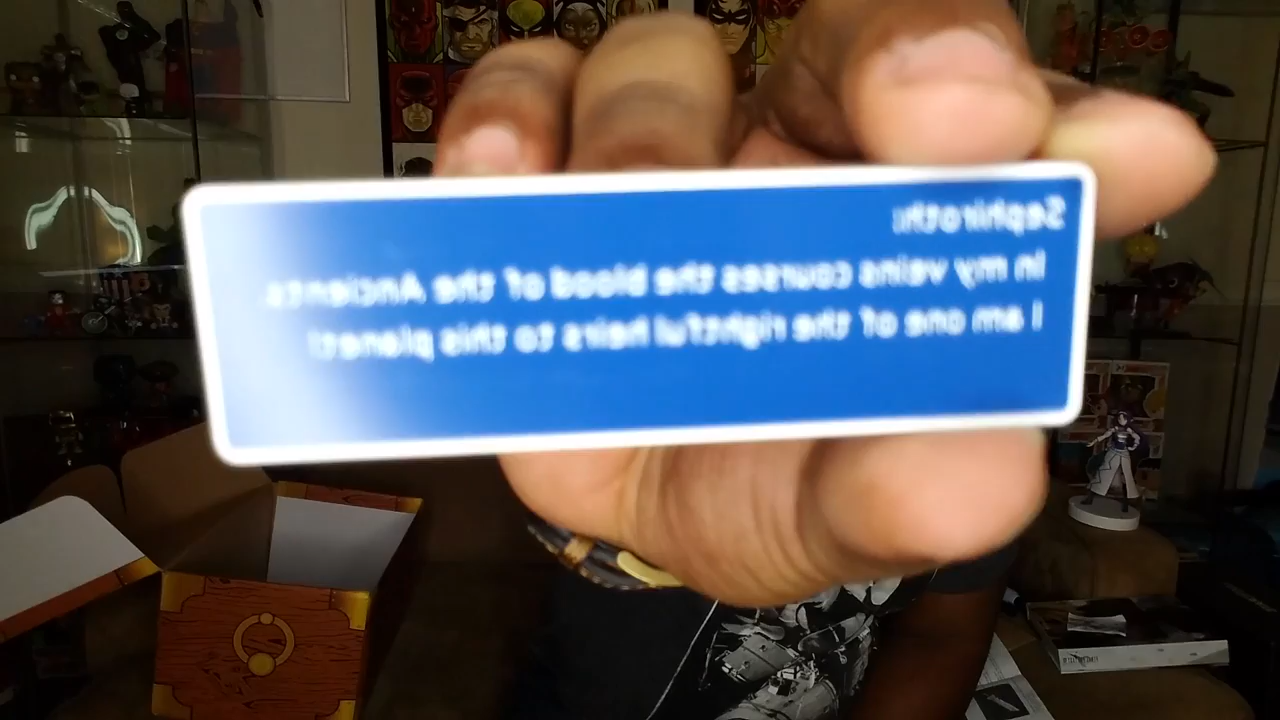 Sephiroth:
In my veins courses the blood of the Ancients
I am one of the rightful heirs to this planet!